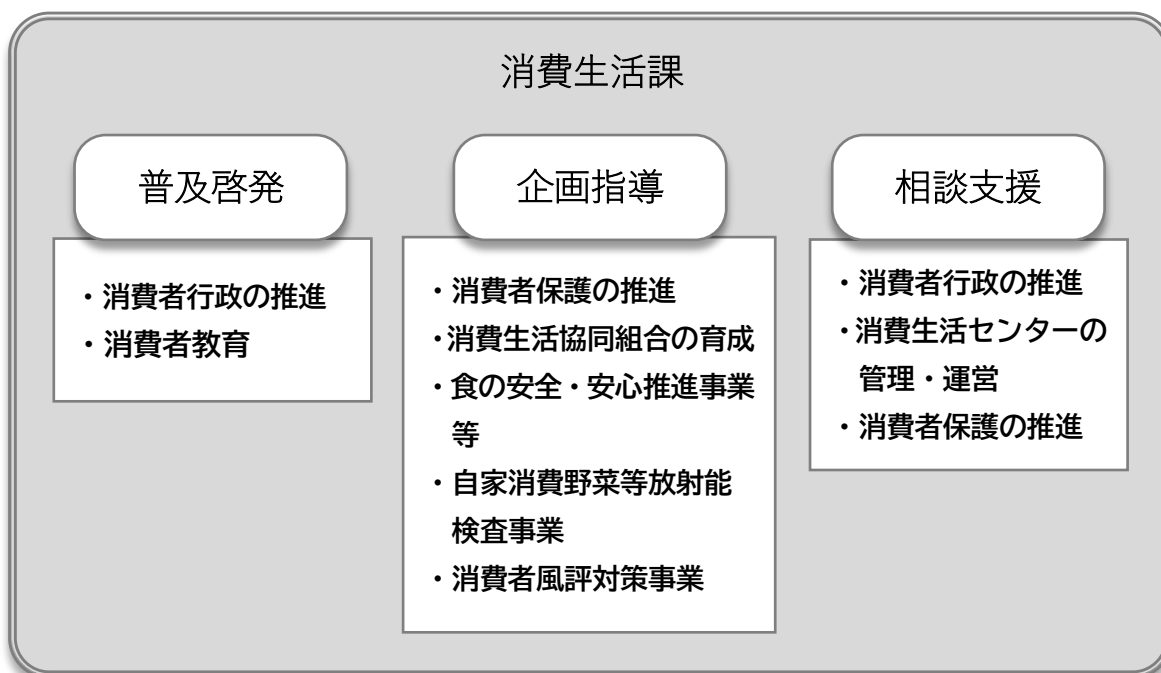 消費生活課
普及啓発
・消費者行政の推進
・消費者教育
企画指導
・消費者保護の推進
・消費生活協同組合の育成
・食の安全・安心推進事業
等
・自家消費野菜等放射能
検査事業
・消費者風評対策事業
相談支援
・消費者行政の推進
・消費生活センターの
管理・運営
・消費者保護の推進